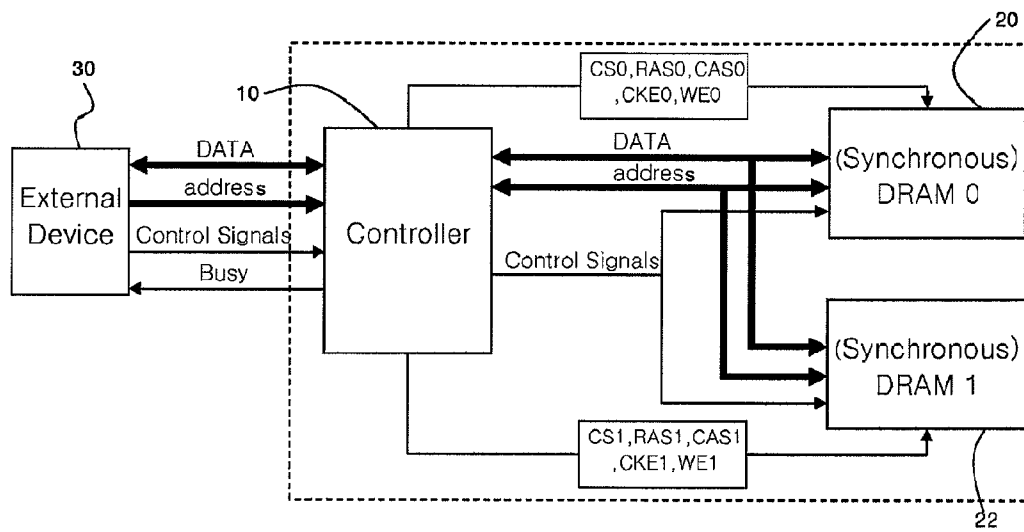 20
CS0,RAS0,CAS0
,CKE0,WE0
30
10
DATA
address
Control Signals
Busy
External
Device
Controller
DATA
address
Control Signals
(Synchronous)
DRAM 0
(Synchronous)
DRAM 1
CS1,RAS1,CAS1
,CKE1,WE1
22